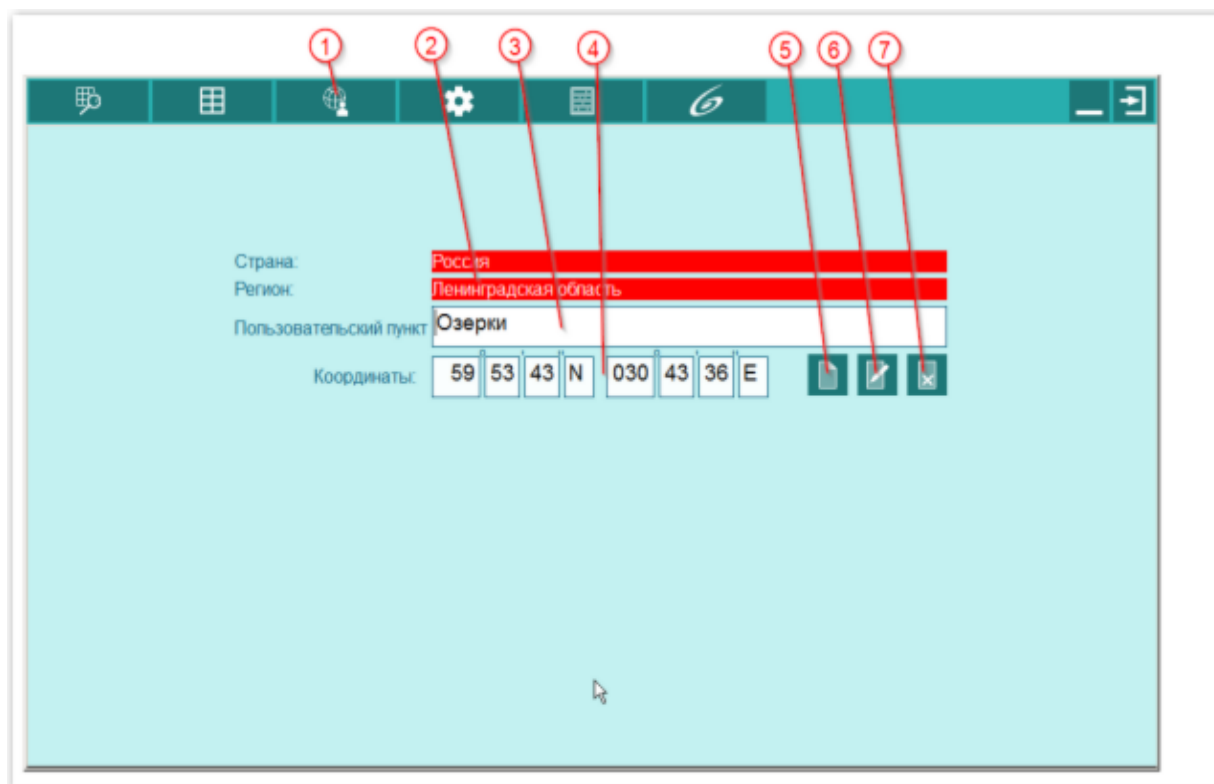 1 2 3 4 5 6 7
Страна: Россия
Регион: Ленинградская область
Пользовательский пункт Озерки
Координаты: 59° 53' 43" N 030° 43' 36" E